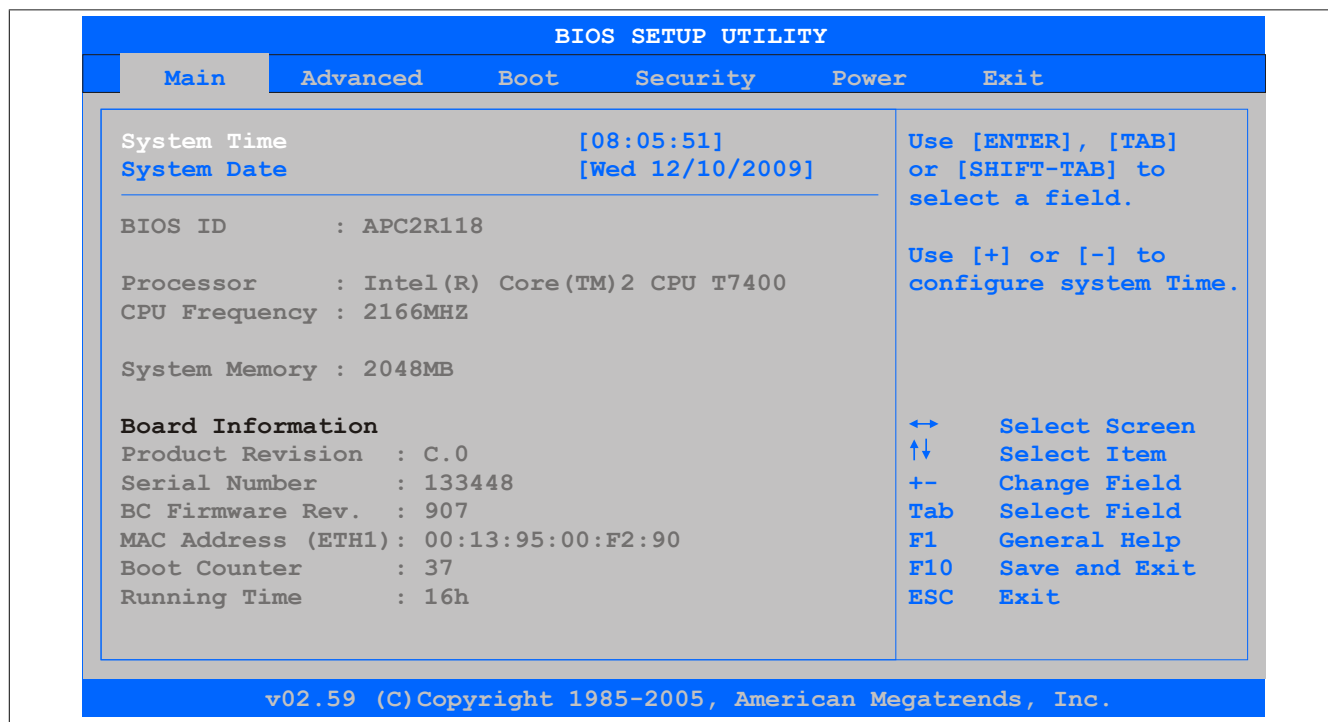 BIOS SETUP UTILITY
Main Advanced Boot Security Power Exit
System Time [08:05:51]
System Date [Wed 12/10/2009]
BIOS ID : APC2R118
Processor : Intel(R) Core(TM)2 CPU T7400
CPU Frequency : 2166MHZ
System Memory : 2048MB
Board Information
Product Revision : C.0
Serial Number : 133448
BC Firmware Rev. : 907
MAC Address (ETH1): 00:13:95:00:F2:90
Boot Counter : 37
Running Time : 16h
Use [ENTER], [TAB]
or [SHIFT-TAB] to
select a field.
Use [+] or [-] to
configure system Time.
↔ Select Screen
↑↓ Select Item
+- Change Field
Tab Select Field
F1 General Help
F10 Save and Exit
ESC Exit
v02.59 (C)Copyright 1985-2005, American Megatrends, Inc.